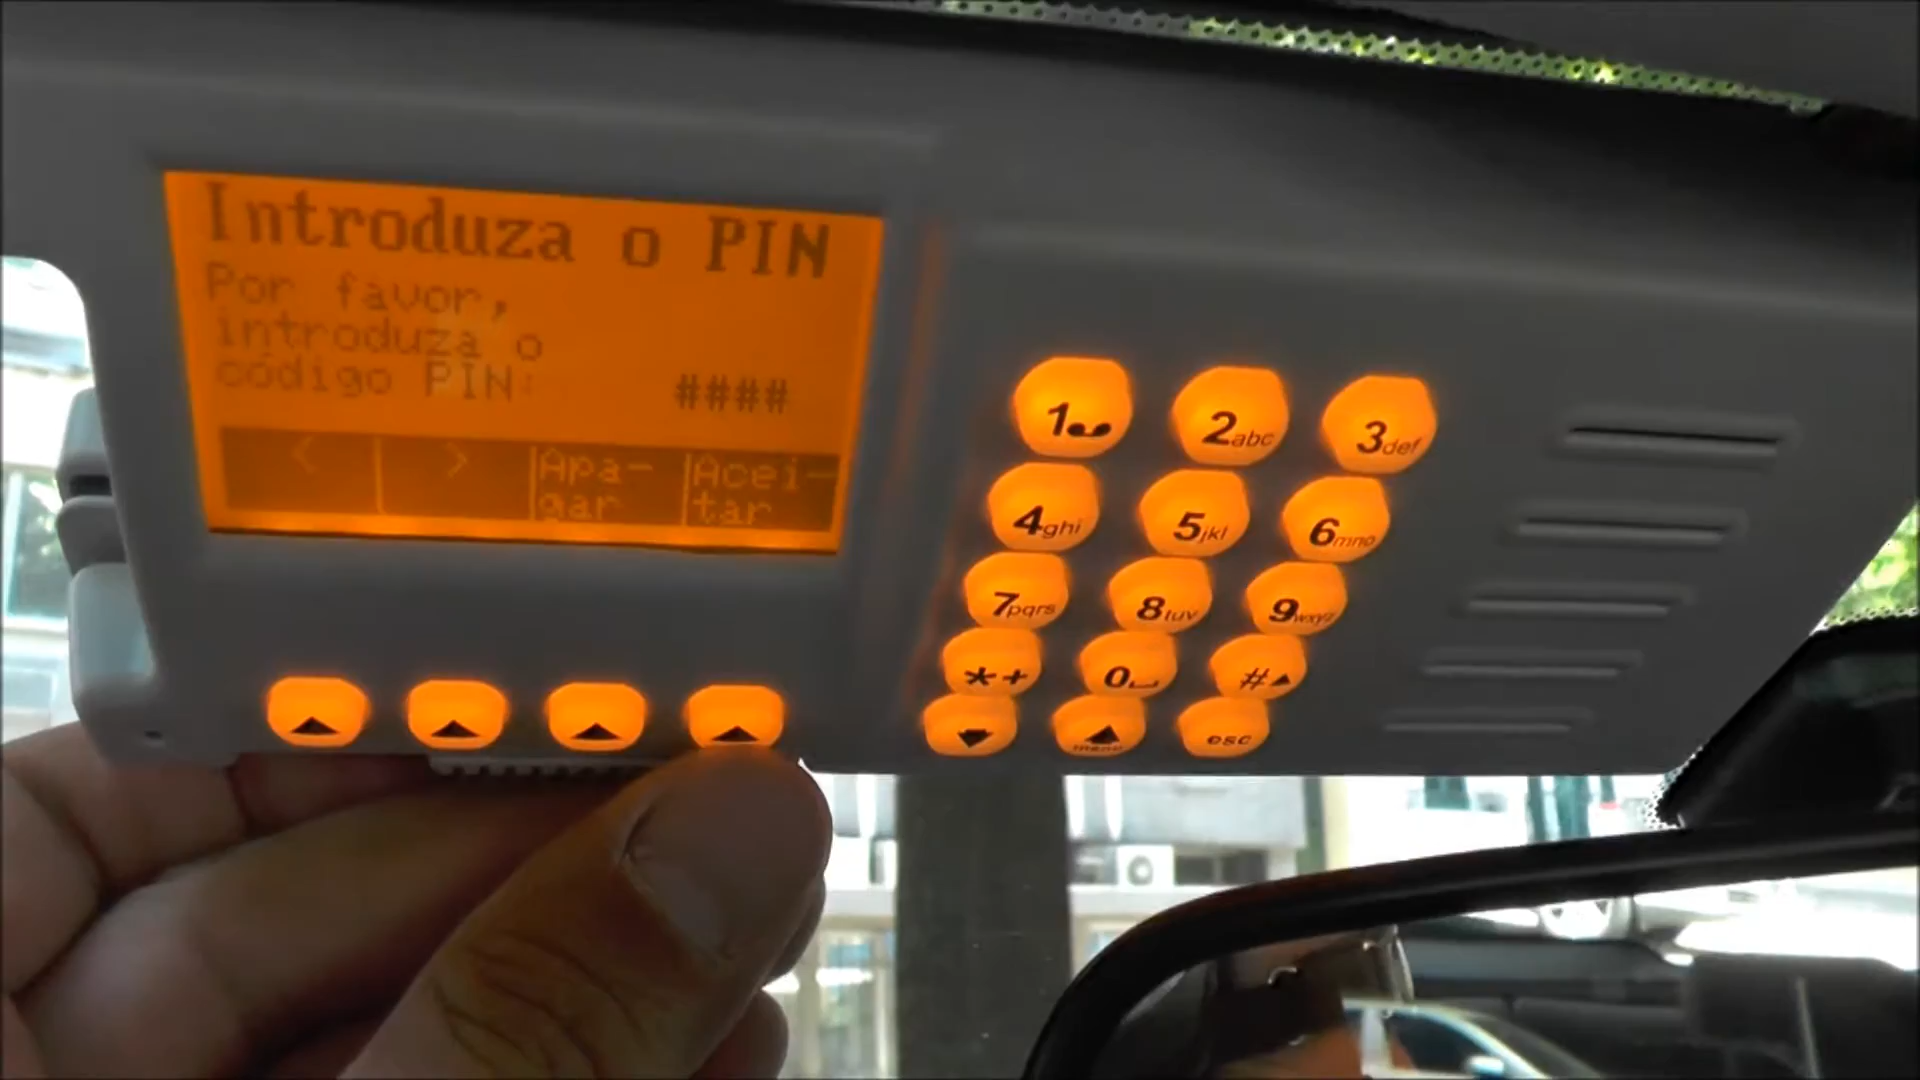 Introduza o PIN
Por favor,
introduza o
código PIN: ####
< > Apa- Acei-
gar tar
1 2abc 3def
4ghi 5jkl 6mno
7pqrs 8tuv 9wxyz
*+ 0 #
menu esc